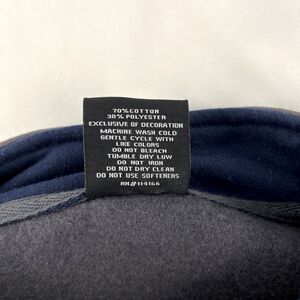 70% COTTON
30% POLYESTER
EXCLUSIVE OF DECORATION
MACHINE WASH COLD
GENTLE CYCLE WITH
LIKE COLORS
DO NOT BLEACH
TUMBLE DRY LOW
DO NOT IRON
DO NOT DRY CLEAN
DO NOT USE SOFTENERS
RN#114166